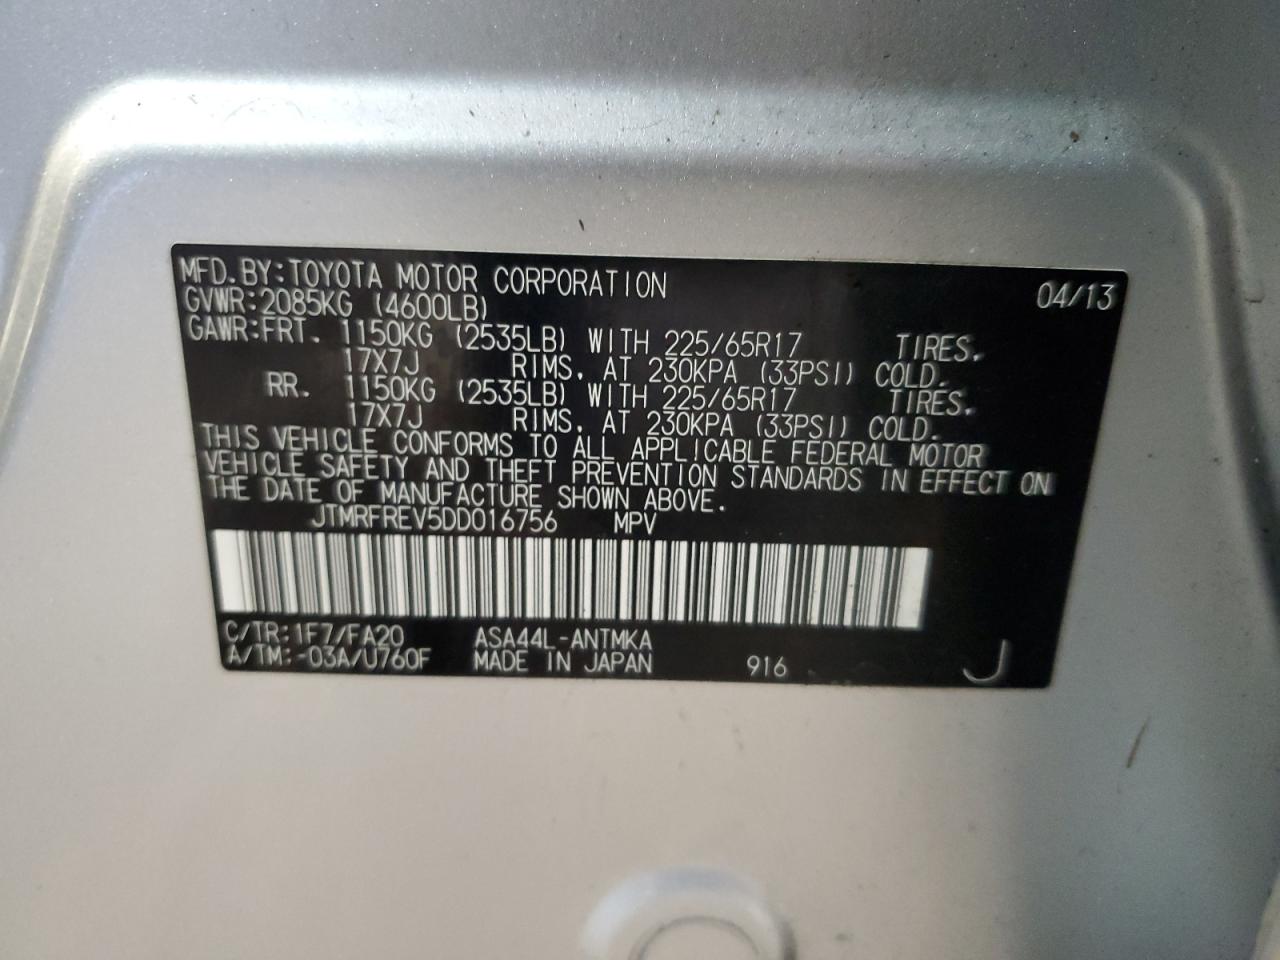 MFD.BY:TOYOTA MOTOR CORPORATION 04/13
GVWR:2085KG (4600LB)
GAWR:FRT. 1150KG (2535LB) WITH 225/65R17 TIRES.
17X7J RIMS. AT 230KPA (33PSI) COLD.
RR. 1150KG (2535LB) WITH 225/65R17 TIRES.
17X7J RIMS. AT 230KPA (33PSI) COLD.
THIS VEHICLE CONFORMS TO ALL APPLICABLE FEDERAL MOTOR
VEHICLE SAFETY AND THEFT PREVENTION STANDARDS IN EFFECT ON
THE DATE OF MANUFACTURE SHOWN ABOVE.
JTMRFREV5DD016756 MPV
C/TR:1F7/FA20 ASA44L-ANTMKA
A/TM:-03A/U760F MADE IN JAPAN 916 J